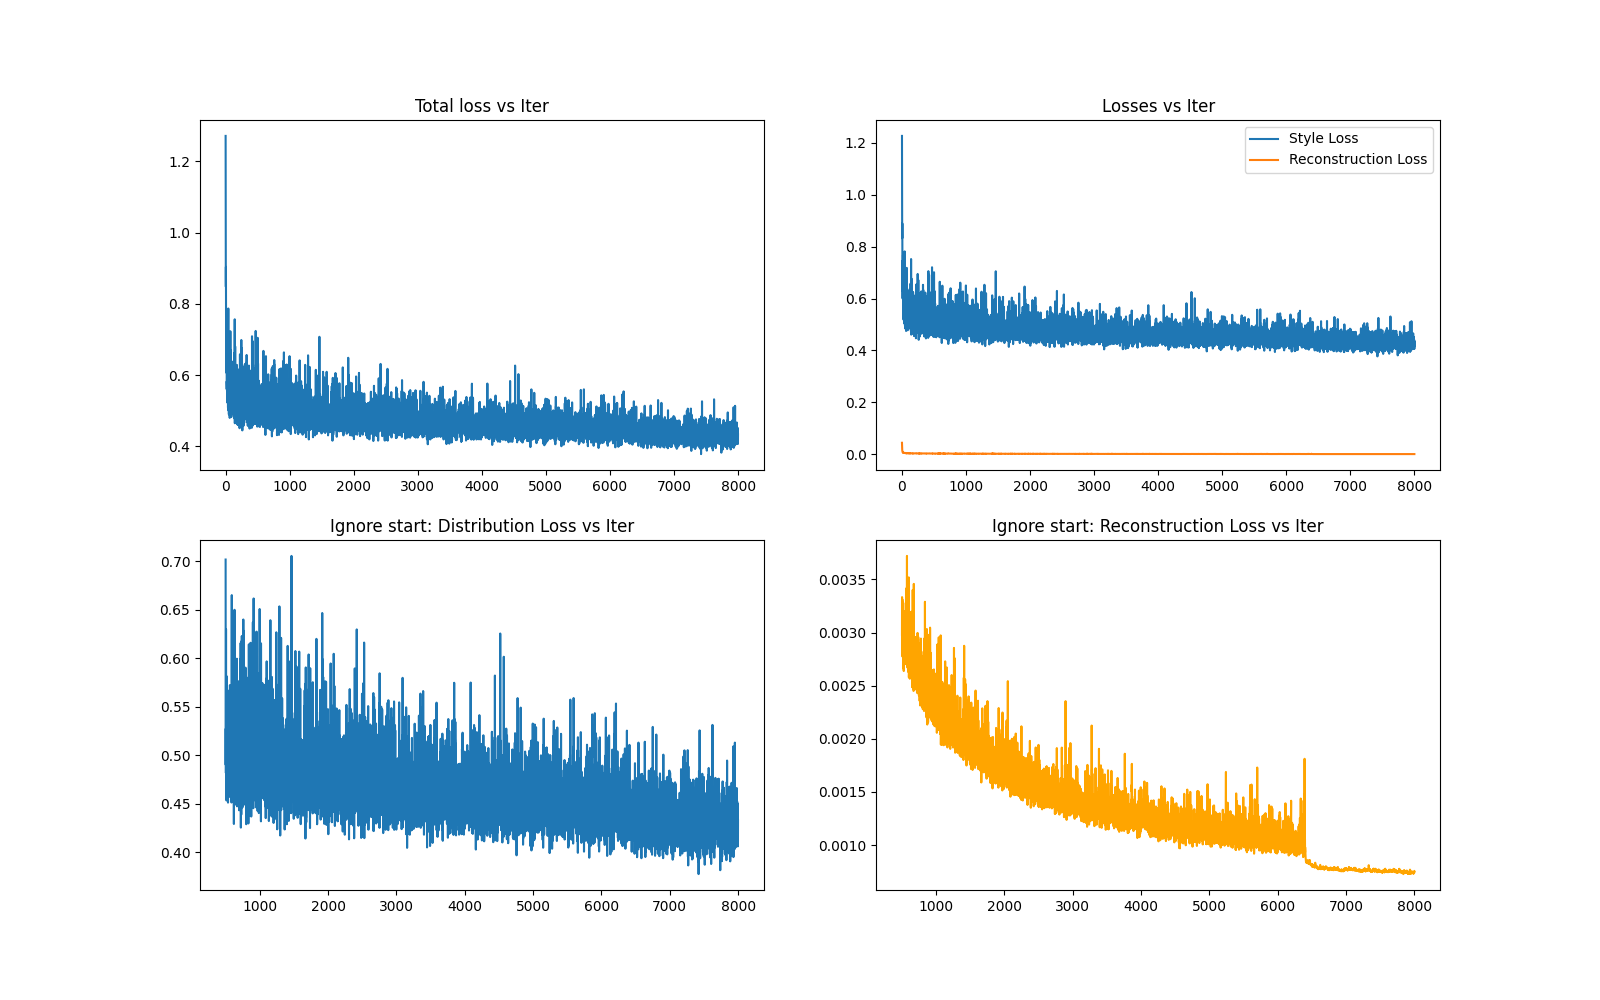 Total loss vs Iter
1.2
1.0
0.8
0.6
0.4
0 1000 2000 3000 4000 5000 6000 7000 8000
Losses vs Iter
Style Loss
Reconstruction Loss
1.2
1.0
0.8
0.6
0.4
0.2
0.0
0 1000 2000 3000 4000 5000 6000 7000 8000
Ignore start: Distribution Loss vs Iter
0.70
0.65
0.60
0.55
0.50
0.45
0.40
1000 2000 3000 4000 5000 6000 7000 8000
Ignore start: Reconstruction Loss vs Iter
0.0035
0.0030
0.0025
0.0020
0.0015
0.0010
1000 2000 3000 4000 5000 6000 7000 8000